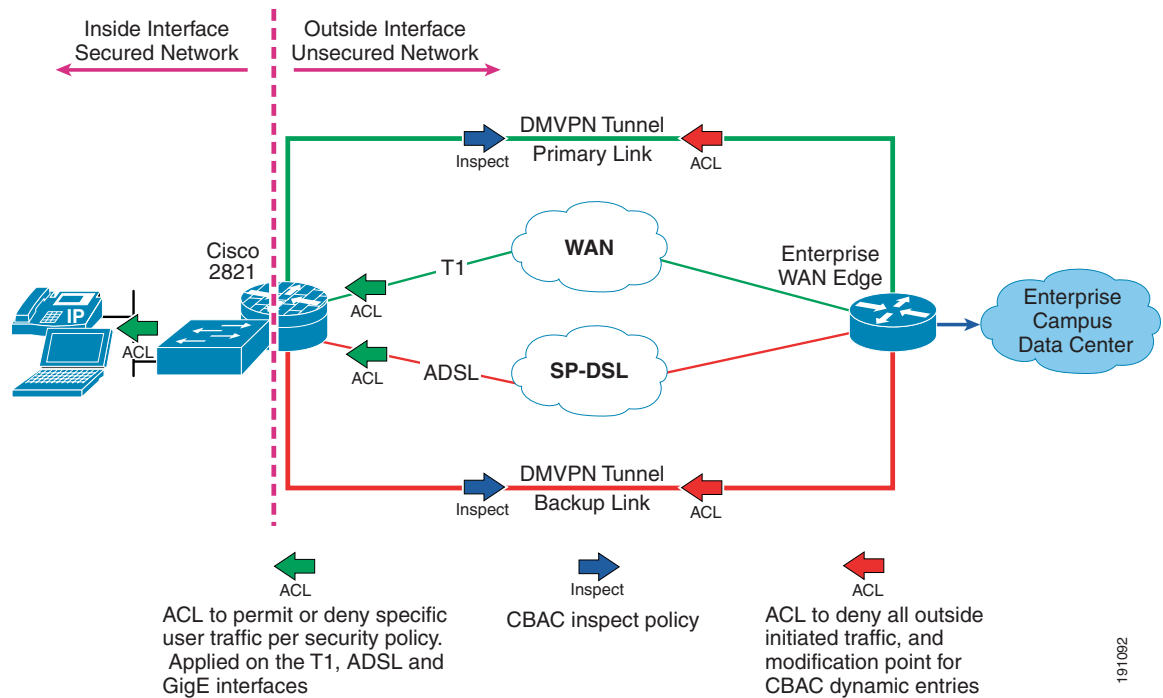 Inside Interface
Secured Network
Outside Interface
Unsecured Network
DMVPN Tunnel
Primary Link
Inspect
ACL
Cisco
2821
T1
WAN
Enterprise
WAN Edge
ACL
IP
ACL
Enterprise
Campus
Data Center
ACL
ADSL
SP-DSL
DMVPN Tunnel
Backup Link
Inspect
ACL
ACL
ACL to permit or deny specific
user traffic per security policy.
Applied on the T1, ADSL and
GigE interfaces
Inspect
CBAC inspect policy
ACL
ACL to deny all outside
initiated traffic, and
modification point for
CBAC dynamic entries
191092